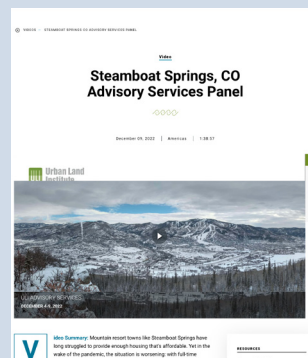 VIDEOS
STEAMBOAT SPRINGS CO ADVISORY SERVICES PANEL
Video
Steamboat Springs, CO
Advisory Services Panel
December 09, 2022 | Americas | 1:38:57
Urban Land
Institute
ULI ADVISORY SERVICES
DECEMBER 4-9, 2022
Video Summary: Mountain resort towns like Steamboat Springs have
long struggled to provide enough housing that's affordable. Yet in the
wake of the pandemic, the situation is worsening: with full-time
RESOURCES